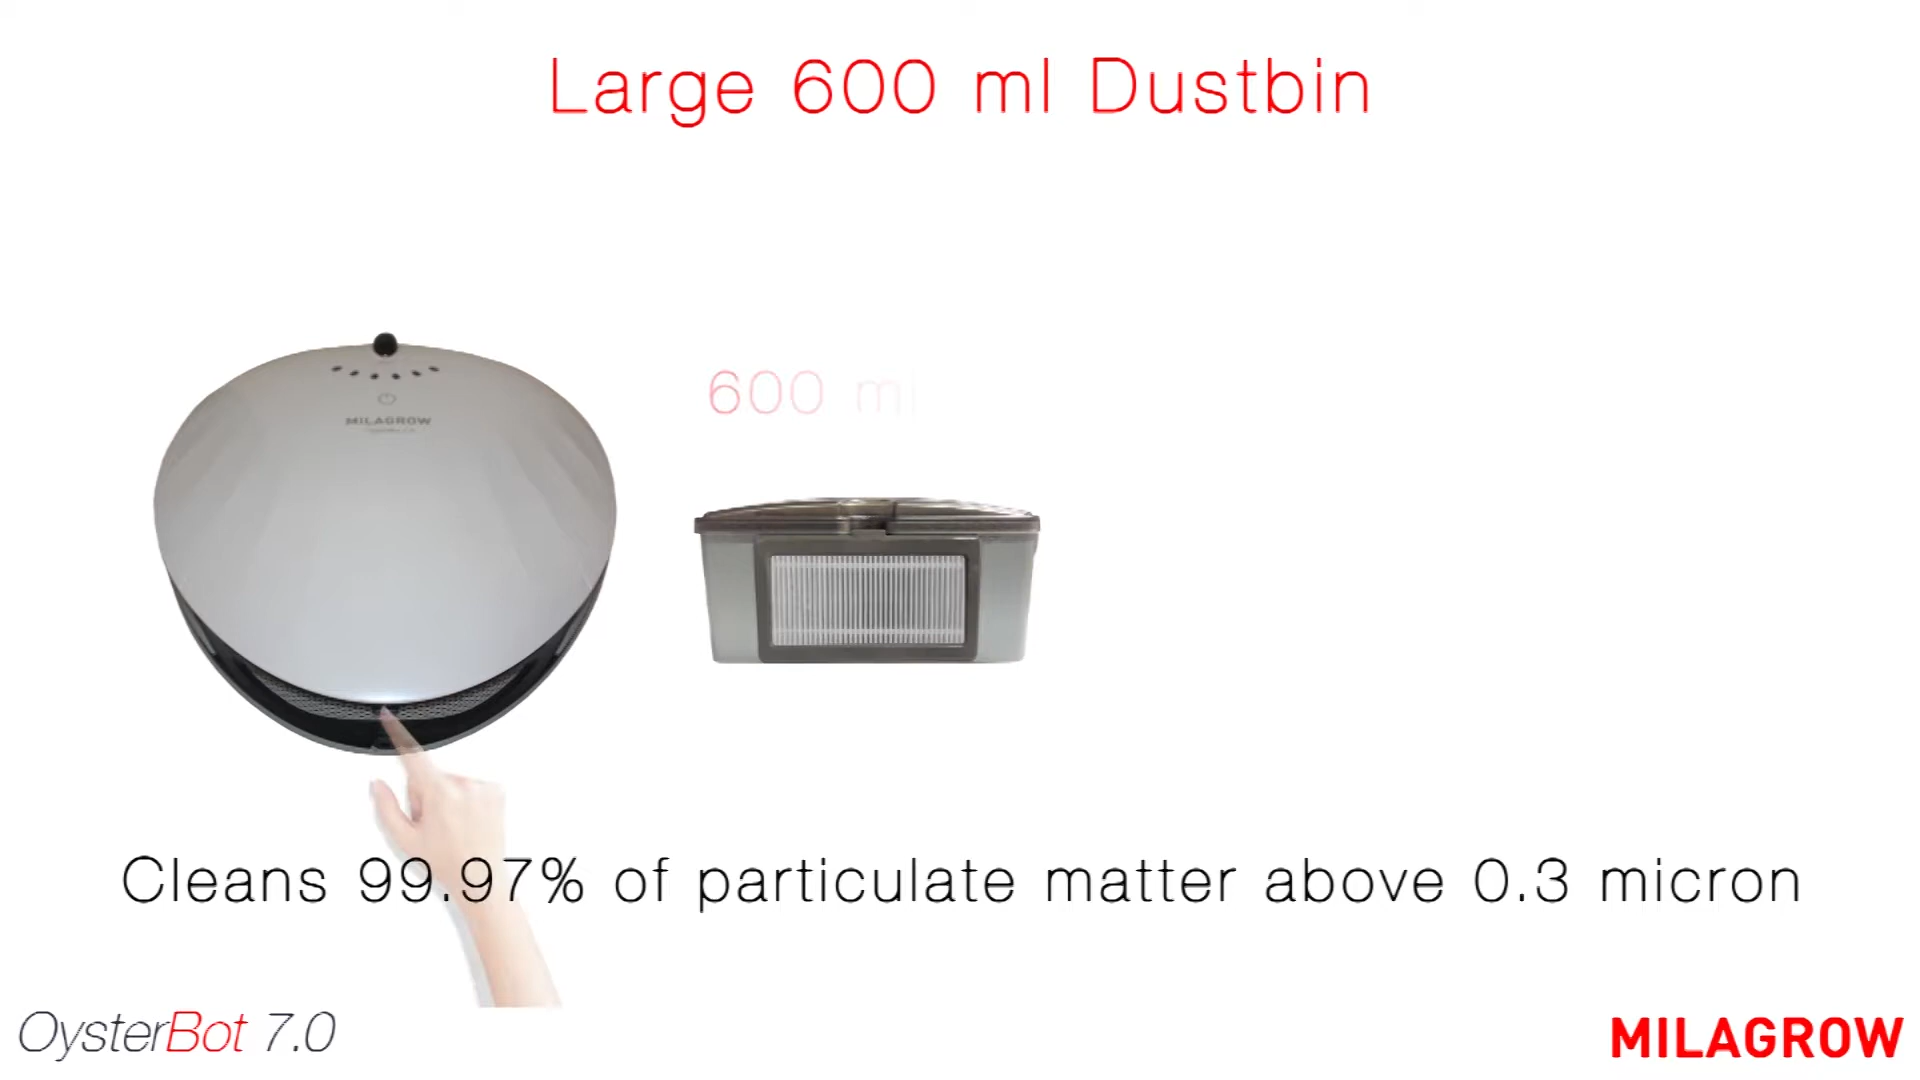 Large 600 ml Dustbin
600 ml
MILAGROW
Cleans 99.97% of particulate matter above 0.3 micron
OysterBot 7.0
MILAGROW